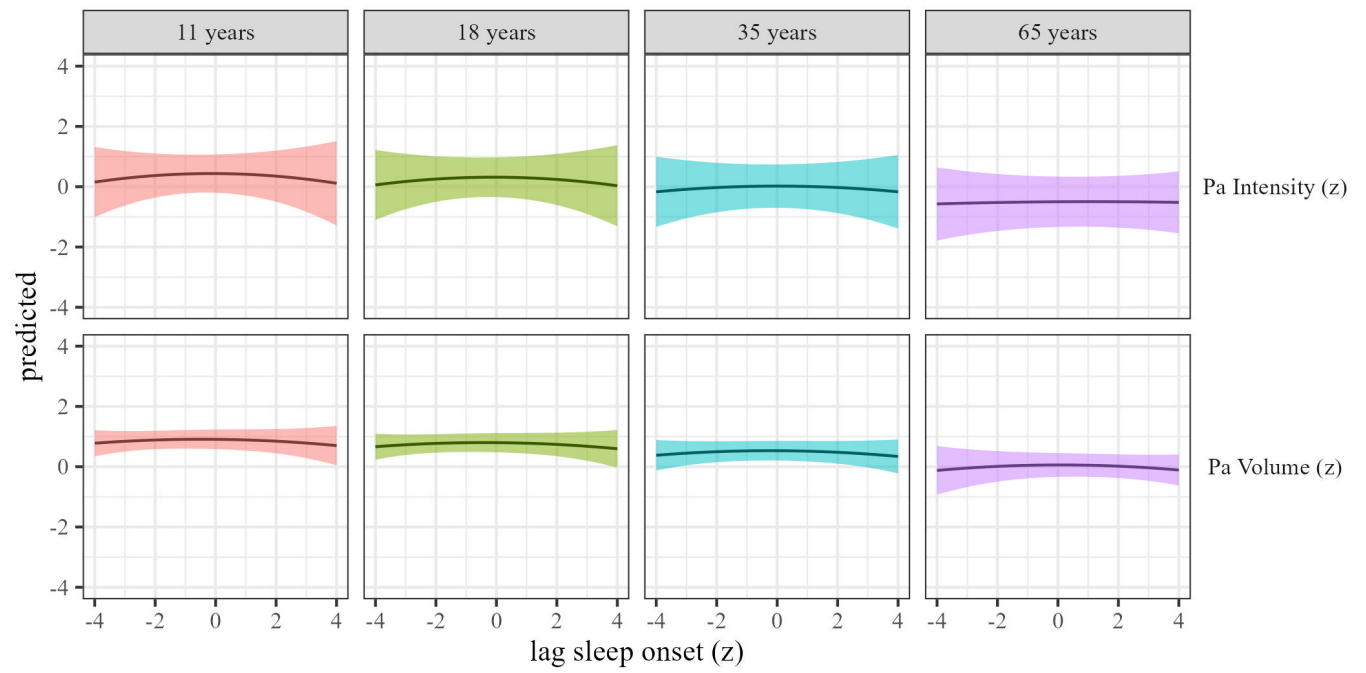 11 years 18 years 35 years 65 years
4
2
0
-2
-4
Pa Intensity (z)
predicted
4
2
0
-2
-4
Pa Volume (z)
-4 -2 0 2 4 -4 -2 0 2 4 -4 -2 0 2 4 -4 -2 0 2 4
lag sleep onset (z)